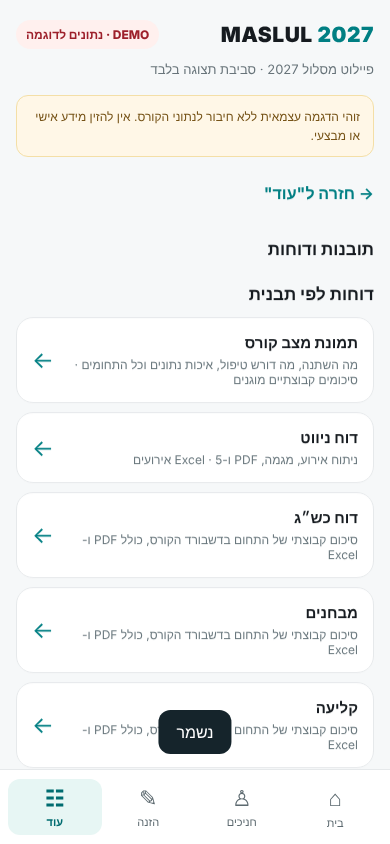 MASLUL 2027
DEMO · נתונים לדוגמה
פיילוט מסלול 2027 · סביבת תצוגה בלבד
זוהי הדגמה עצמאית ללא חיבור לנתוני הקורס. אין להזין מידע אישי
או מבצעי.
→ חזרה ל"עוד"
תובנות ודוחות
דוחות לפי תבנית
תמונת מצב קורס
מה השתנה, מה דורש טיפול, איכות נתונים וכל התחומים ·
סיכומים קבוצתיים מוגנים
דוח ניווט
ניתוח אירוע, מגמה, PDF ו-Excel · 5 אירועים
דוח כש״ג
סיכום קבוצתי של התחום בדשבורד הקורס, כולל PDF ו-
Excel
מבחנים
סיכום קבוצתי של התחום בדשבורד הקורס, כולל PDF ו-
Excel
קליעה
סיכום קבוצתי של התחום הקורס, כולל PDF ו-
Excel
נשמר
בית
חניכים
הזנה
עוד